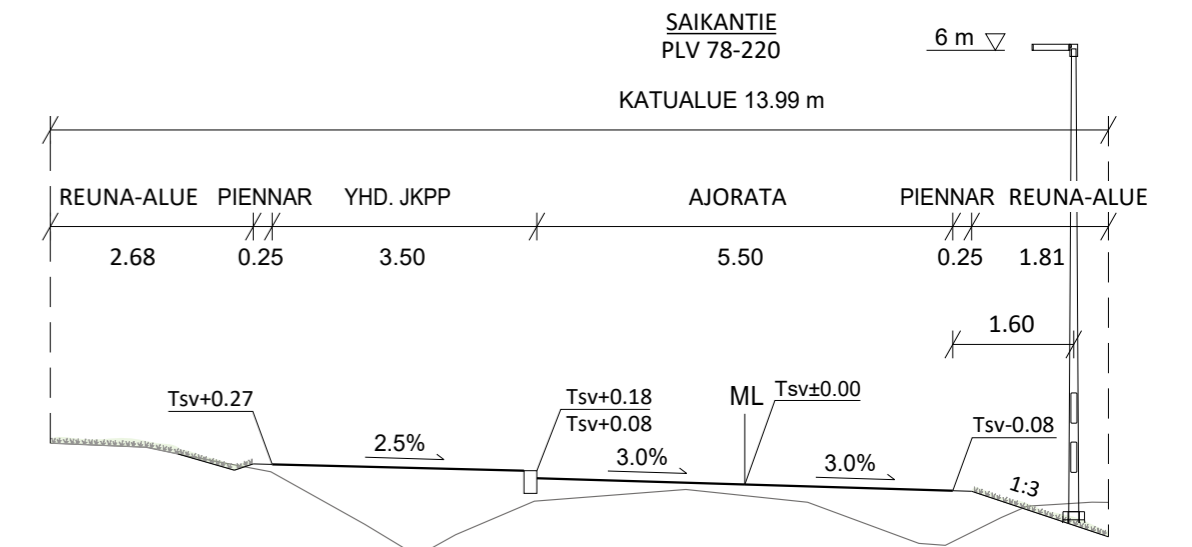 SAIKANTIE
PLV 78-220
6 m
KATUALUE 13.99 m
REUNA-ALUE PIENNAR YHD. JKPP AJORATA PIENNAR REUNA-ALUE
2.68 0.25 3.50 5.50 0.25 1.81
1.60
Tsv+0.27 Tsv+0.18 ML Tsv±0.00
Tsv+0.08 Tsv-0.08
2.5% 3.0% 3.0% 1:3